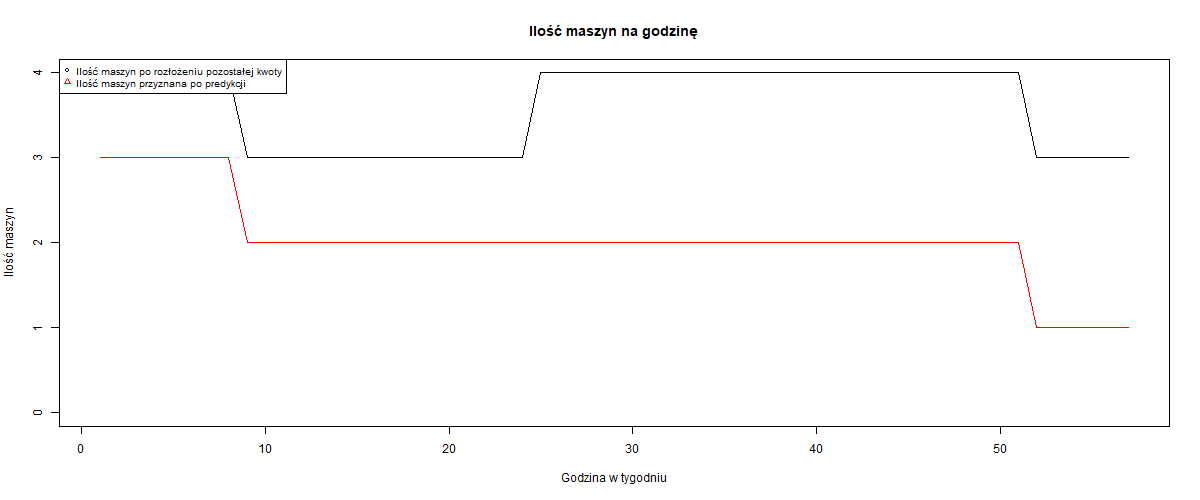 Ilość maszyn na godzinę
Ilość maszyn po rozłożeniu pozostałej kwoty
Ilość maszyn przyznana po predykcji
4
3
2
1
0
Ilość maszyn
0 10 20 30 40 50
Godzina w tygodniu